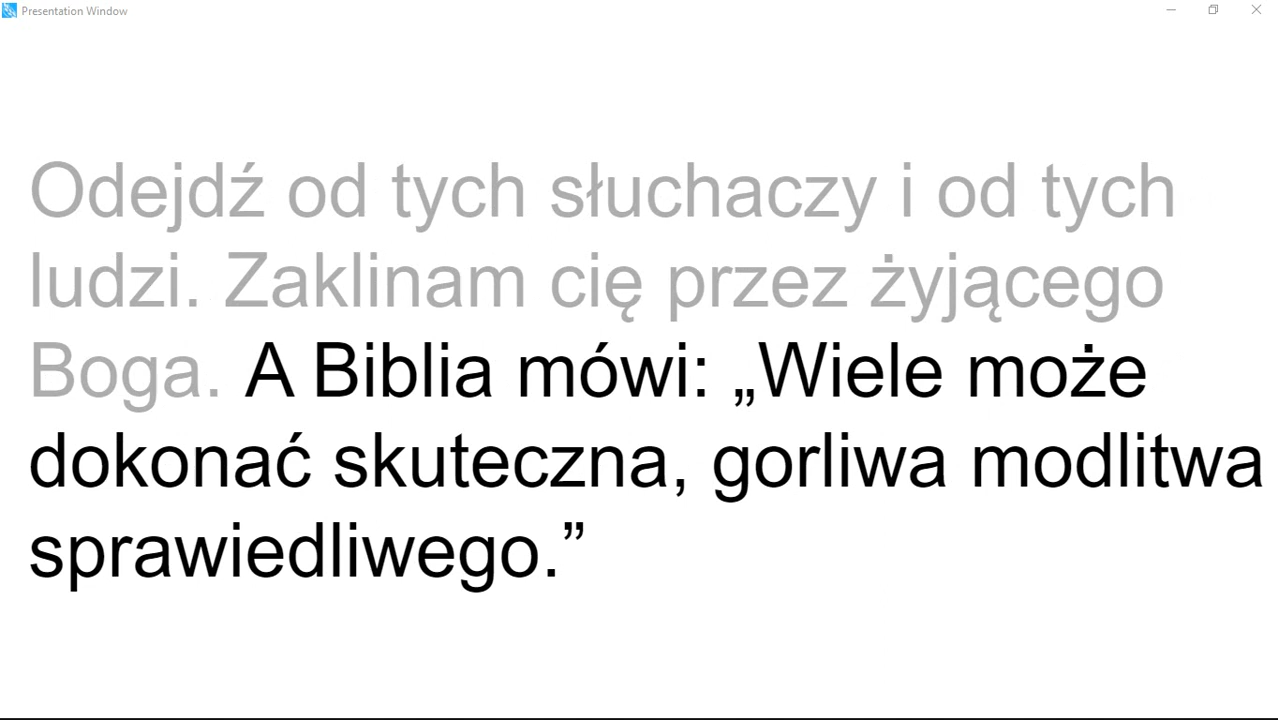 Presentation Window
Odejdź od tych słuchaczy i od tych
ludzi. Zaklinam cię przez żyjącego
Boga. A Biblia mówi: „Wiele może
dokonać skuteczna, gorliwa modlitwa
sprawiedliwego.”